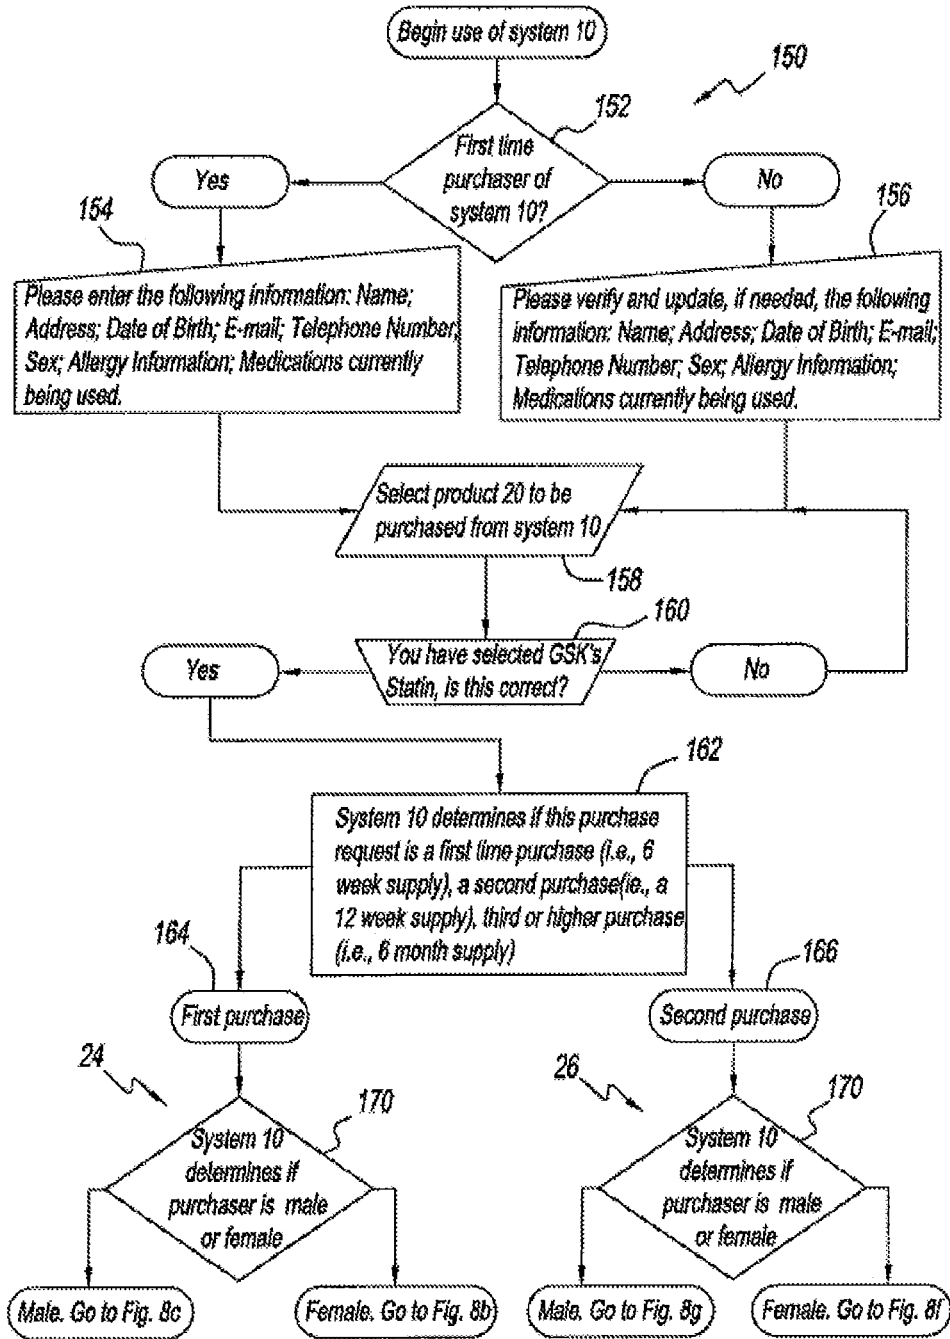 Begin use of system 10
150
152
First time
purchaser of
system 10?
Yes
No
154
156
Please enter the following information: Name;
Address; Date of Birth; E-mail; Telephone Number;
Sex; Allergy Information; Medications currently
being used.
Please verify and update, if needed, the following
information: Name; Address; Date of Birth; E-mail;
Telephone Number; Sex; Allergy Information;
Medications currently being used.
Select product 20 to be
purchased from system 10
158
160
You have selected GSK's
Statin, is this correct?
Yes
No
162
System 10 determines if this purchase
request is a first time purchase (i.e., 6
week supply), a second purchase(ie., a
12 week supply), third or higher purchase
(i.e., 6 month supply)
164
166
First purchase
Second purchase
24
170
System 10
determines if
purchaser is male
or female
26
170
System 10
determines if
purchaser is male
or female
Male. Go to Fig. 8c
Female. Go to Fig. 8b
Male. Go to Fig. 8g
Female. Go to Fig. 8f